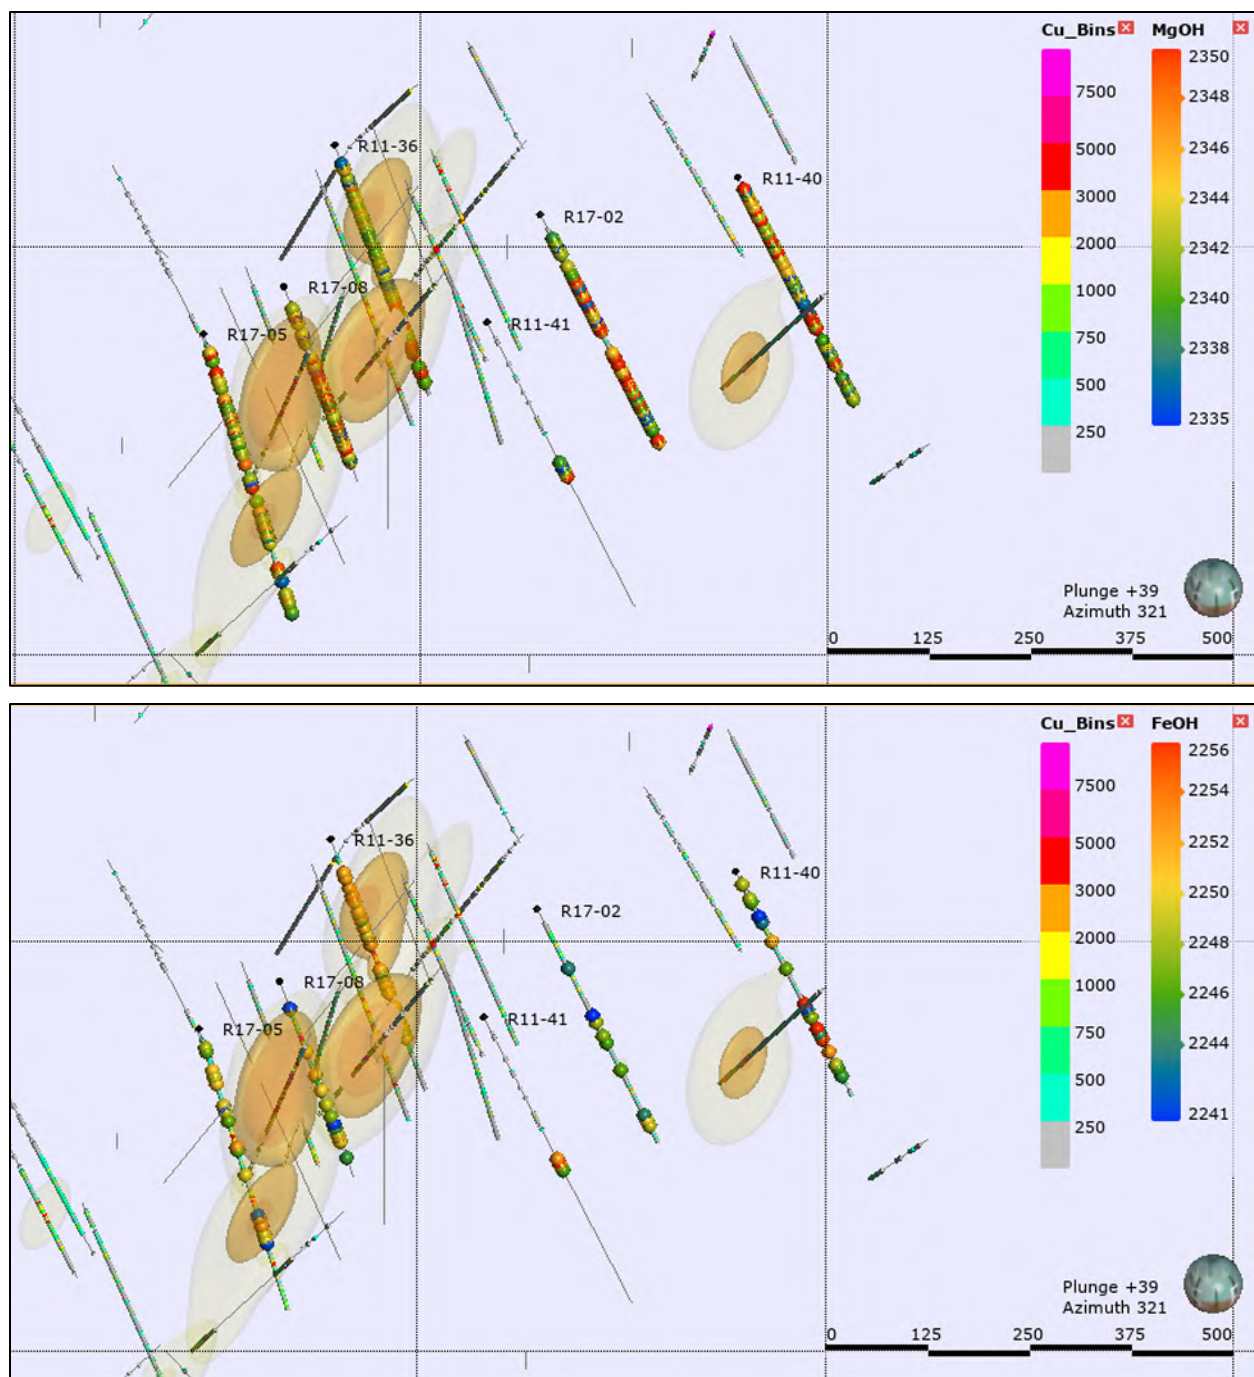 Cu_Bins MgOH
7500
5000
3000
2000
1000
750
500
250
2350
2348
2346
2344
2342
2340
2338
2335
R11-36
R11-40
R17-02
R17-08
R11-41
R17-05
Plunge +39
Azimuth 321
0 125 250 375 500
Cu_Bins FeOH
7500
5000
3000
2000
1000
750
500
250
2256
2254
2252
2250
2248
2246
2244
2241
R11-36
R11-40
R17-02
R17-08
R11-41
R17-05
Plunge +39
Azimuth 321
0 125 250 375 500